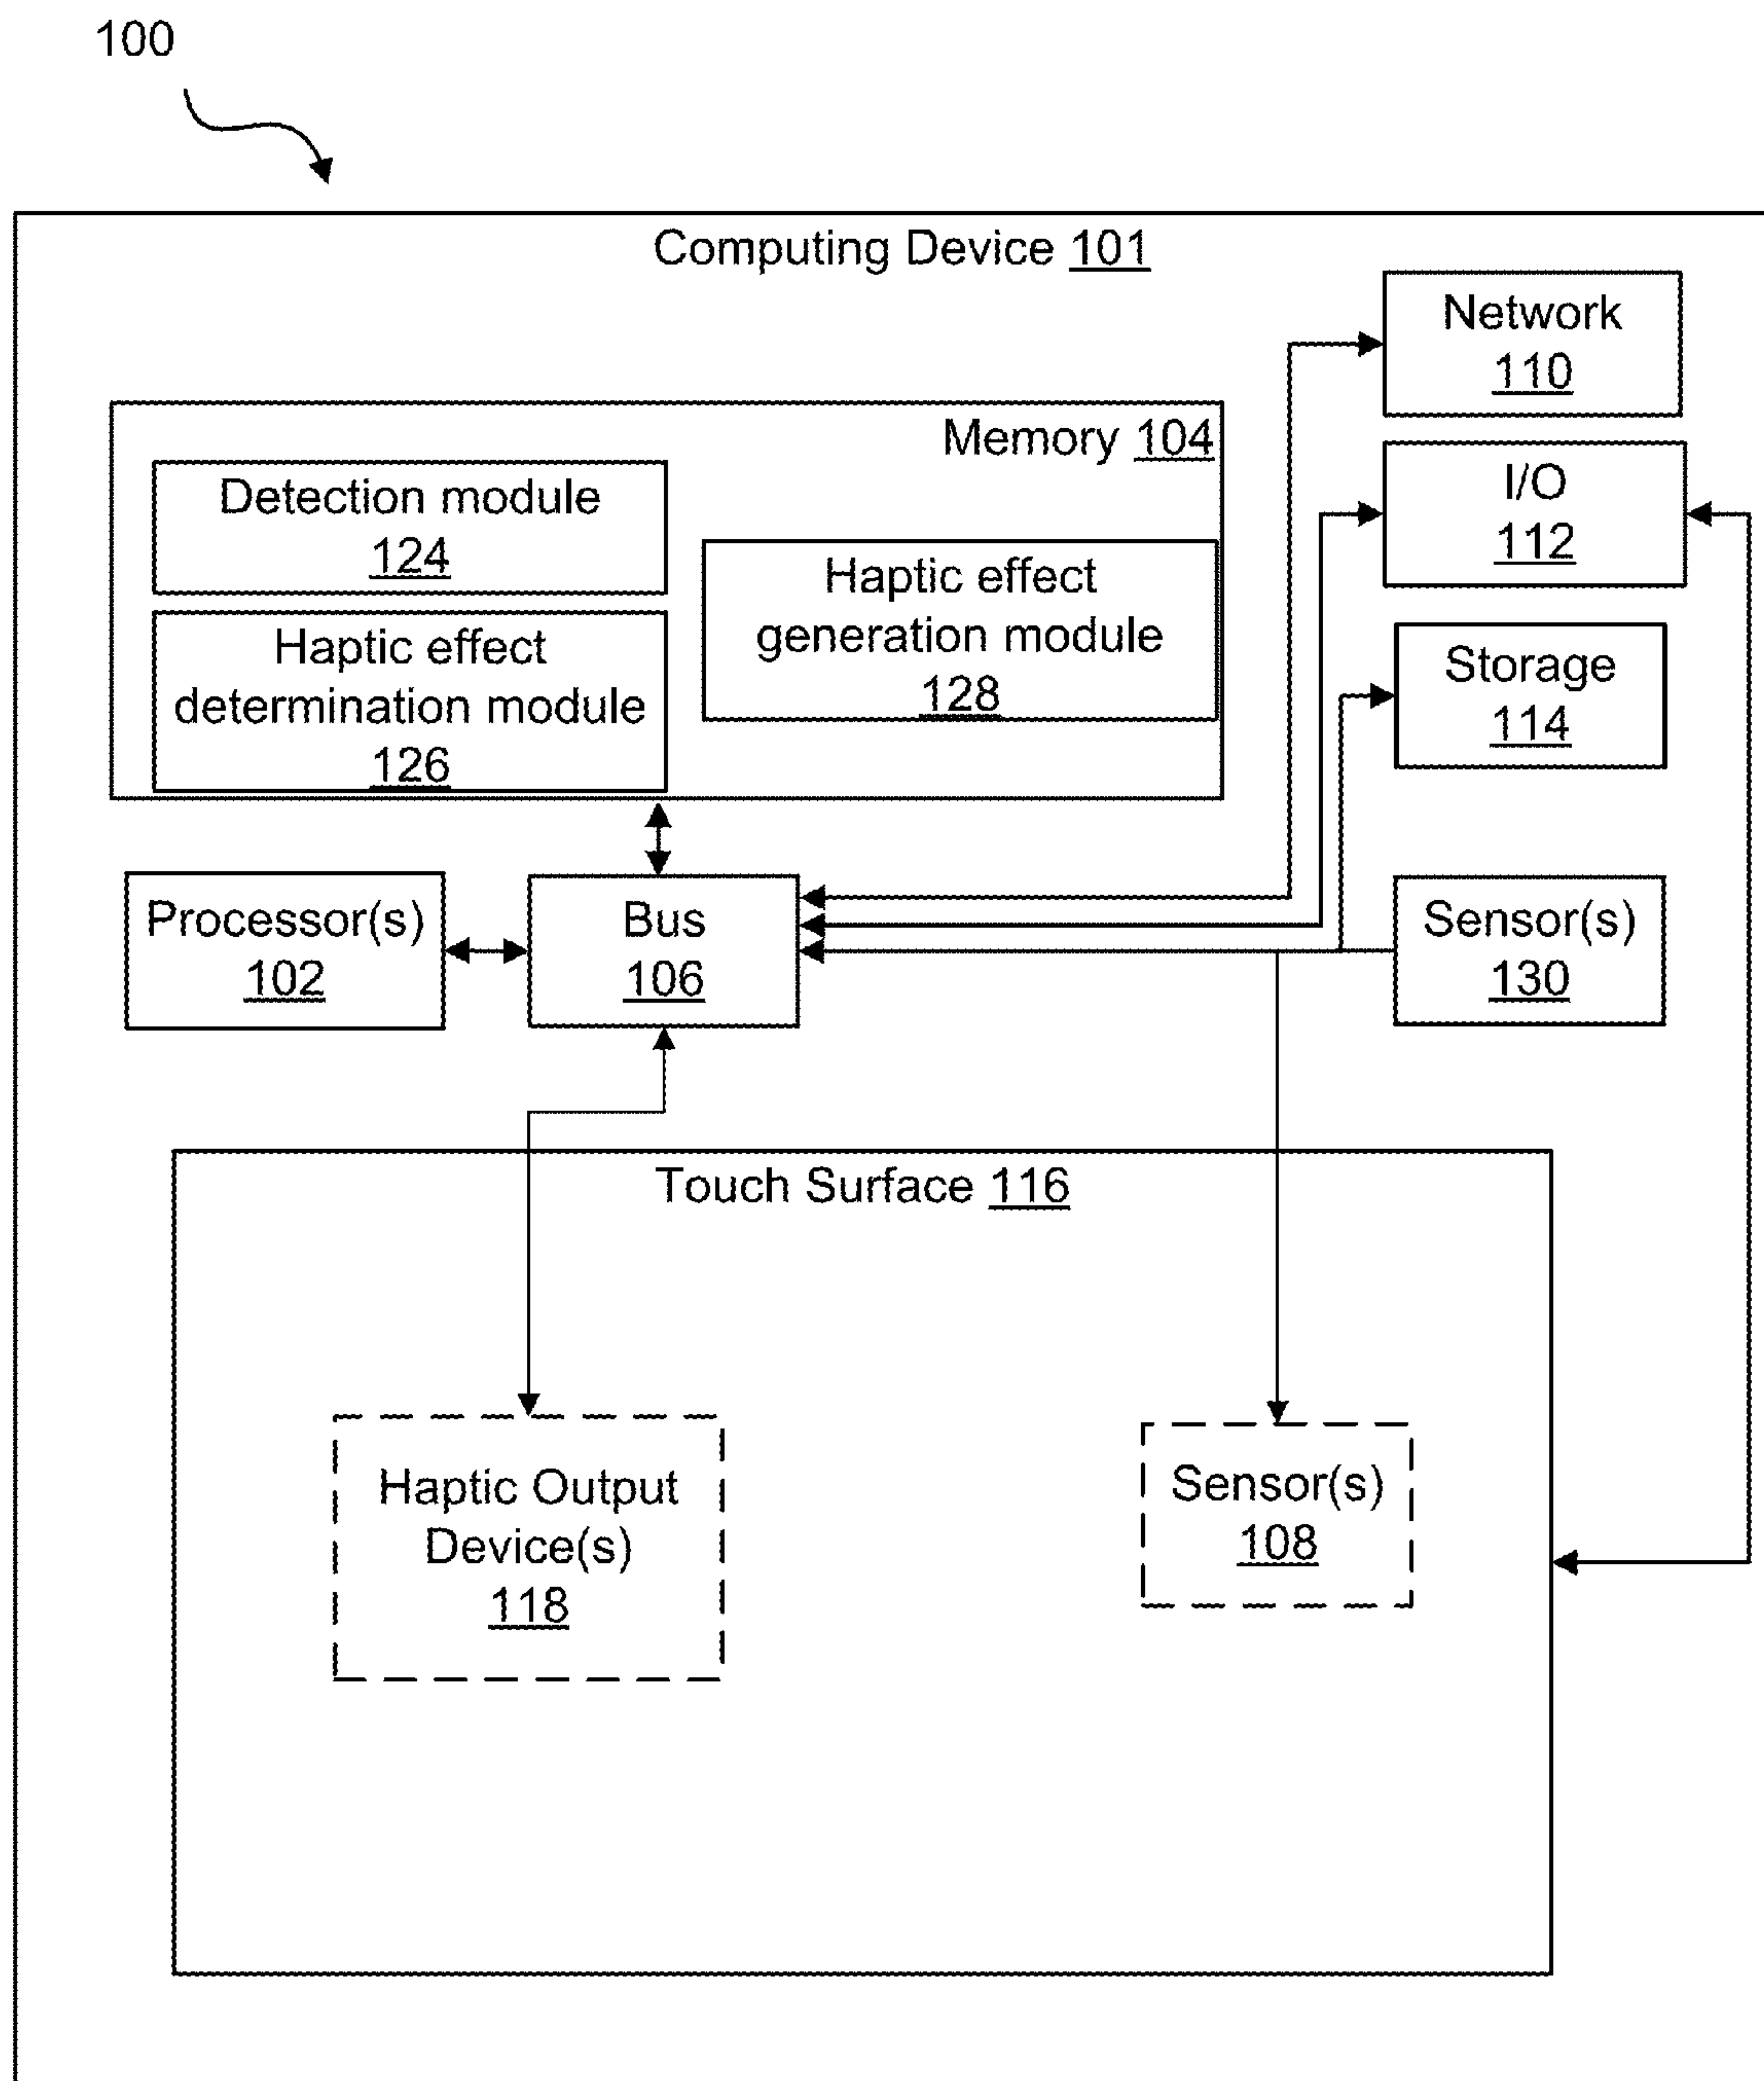 100
Computing Device 101
Network
110
Memory 104
I/O
112
Detection module
124
Haptic effect
generation module
128
Haptic effect
determination module
126
Storage
114
Processor(s)
102
Bus
106
Sensor(s)
130
Touch Surface 116
Haptic Output
Device(s)
118
Sensor(s)
108